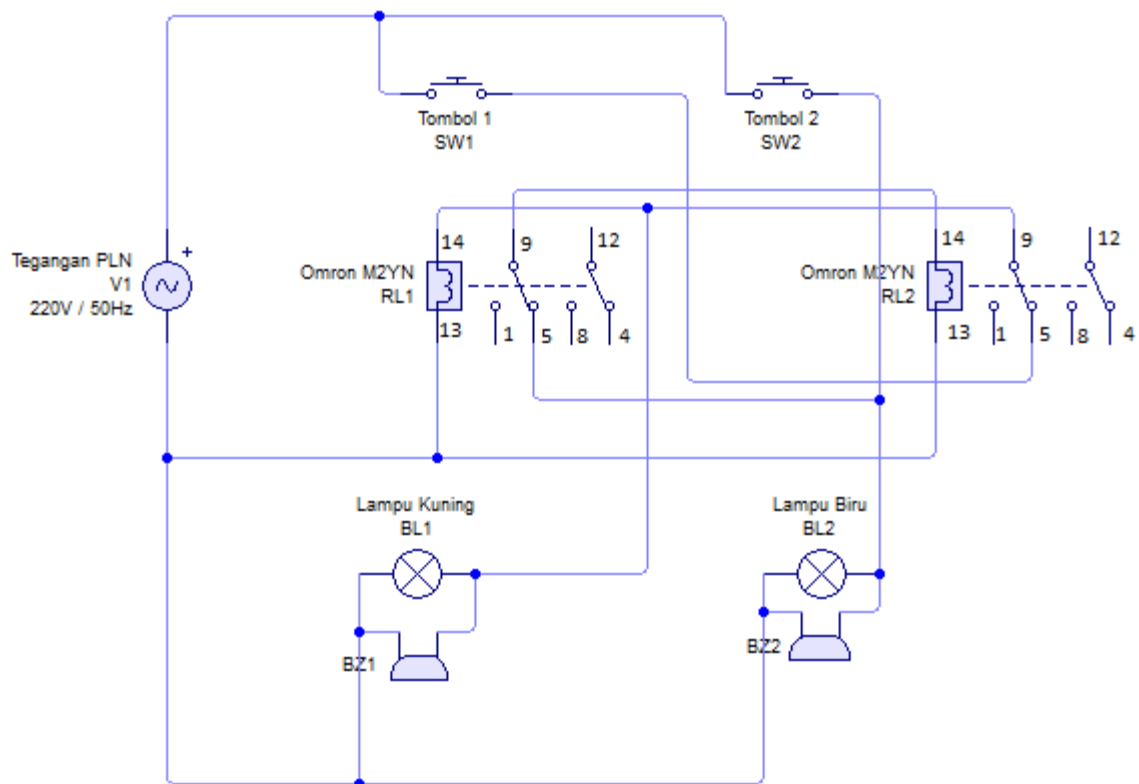 Tombol 1
SW1
Tombol 2
SW2
Tegangan PLN
V1
220V / 50Hz
+
Omron M2YN
RL1
14
13
9
12
1
5
8
4
Omron M2YN
RL2
14
13
9
12
1
5
8
4
Lampu Kuning
BL1
BZ1
Lampu Biru
BL2
BZ2